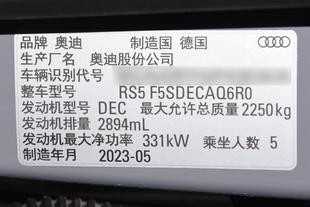 品牌 奥迪 制造国 德国
生产厂名 奥迪股份公司
车辆识别代号
整车型号 RS5 F5SDECAQ6R0
发动机型号 DEC 最大允许总质量 2250kg
发动机排量 2894mL
发动机最大净功率 331kW 乘坐人数 5
制造年月 2023-05